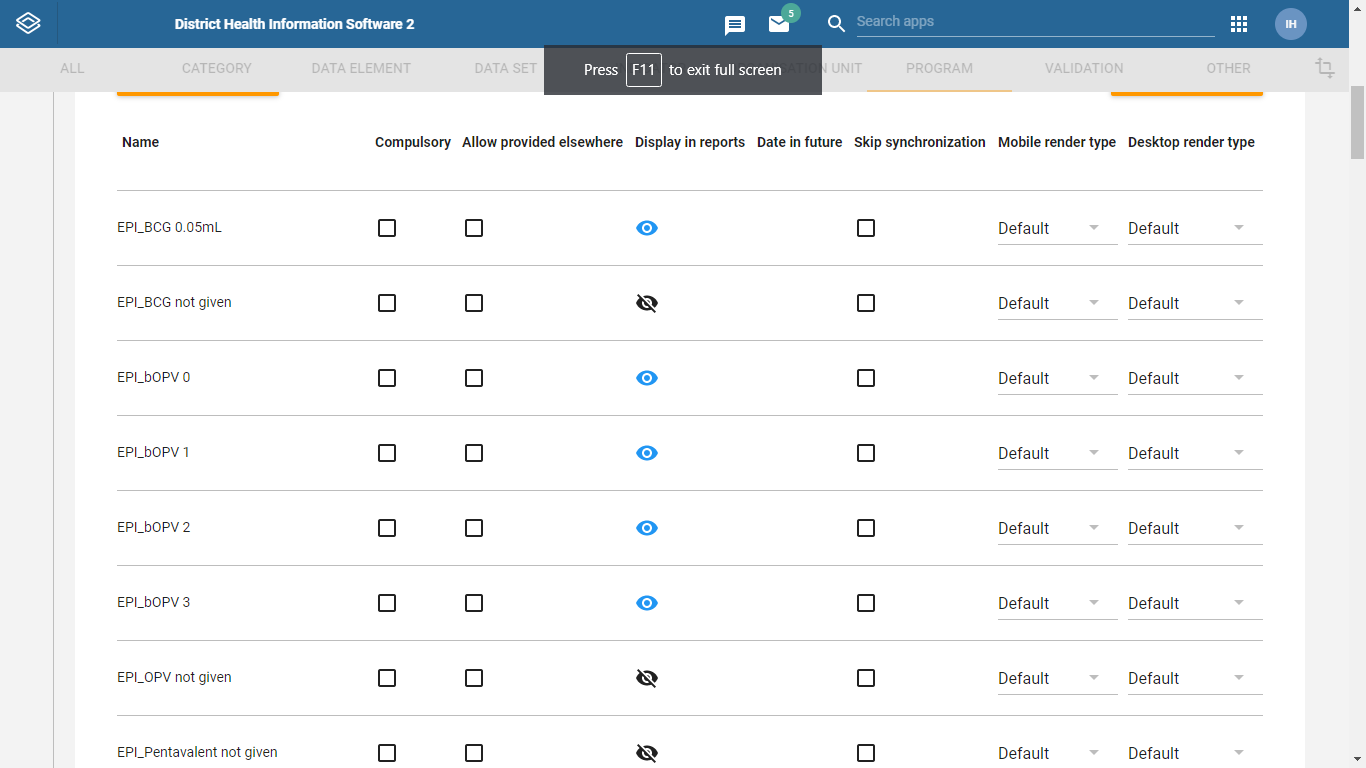 District Health Information Software 2
5
Search apps
IH
ALL CATEGORY DATA ELEMENT DATA SET UNIT PROGRAM VALIDATION OTHER
Press F11 to exit full screen
Name Compulsory Allow provided elsewhere Display in reports Date in future Skip synchronization Mobile render type Desktop render type
EPI_BCG 0.05mL Default Default
EPI_BCG not given Default Default
EPI_bOPV 0 Default Default
EPI_bOPV 1 Default Default
EPI_bOPV 2 Default Default
EPI_bOPV 3 Default Default
EPI_OPV not given Default Default
EPI_Pentavalent not given Default Default